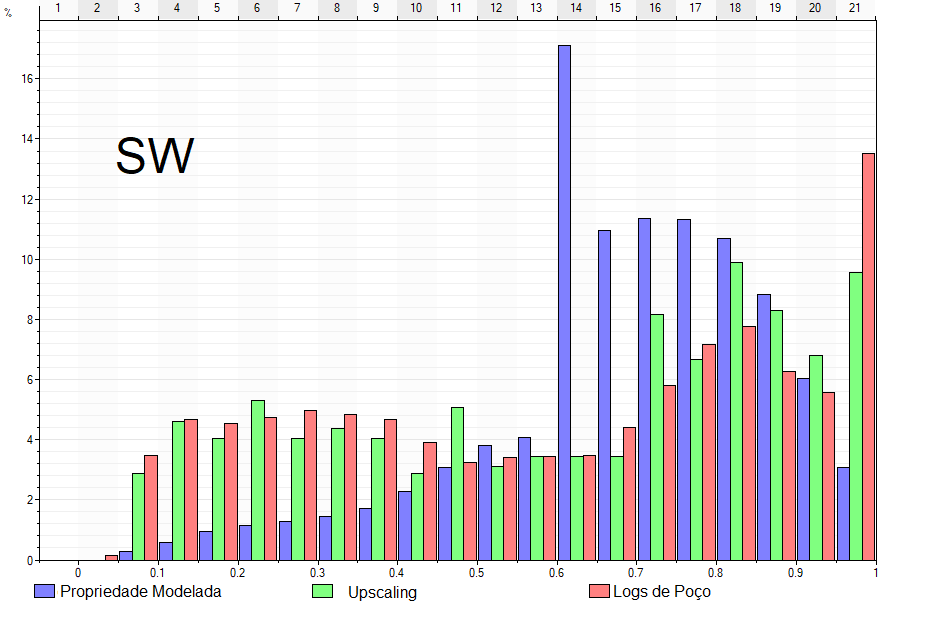 % 1 2 3 4 5 6 7 8 9 10 11 12 13 14 15 16 17 18 19 20 21
16
14
SW
12
10
8
6
4
2
0
0 0.1 0.2 0.3 0.4 0.5 0.6 0.7 0.8 0.9 1
Propriedade Modelada Upscaling Logs de Poço